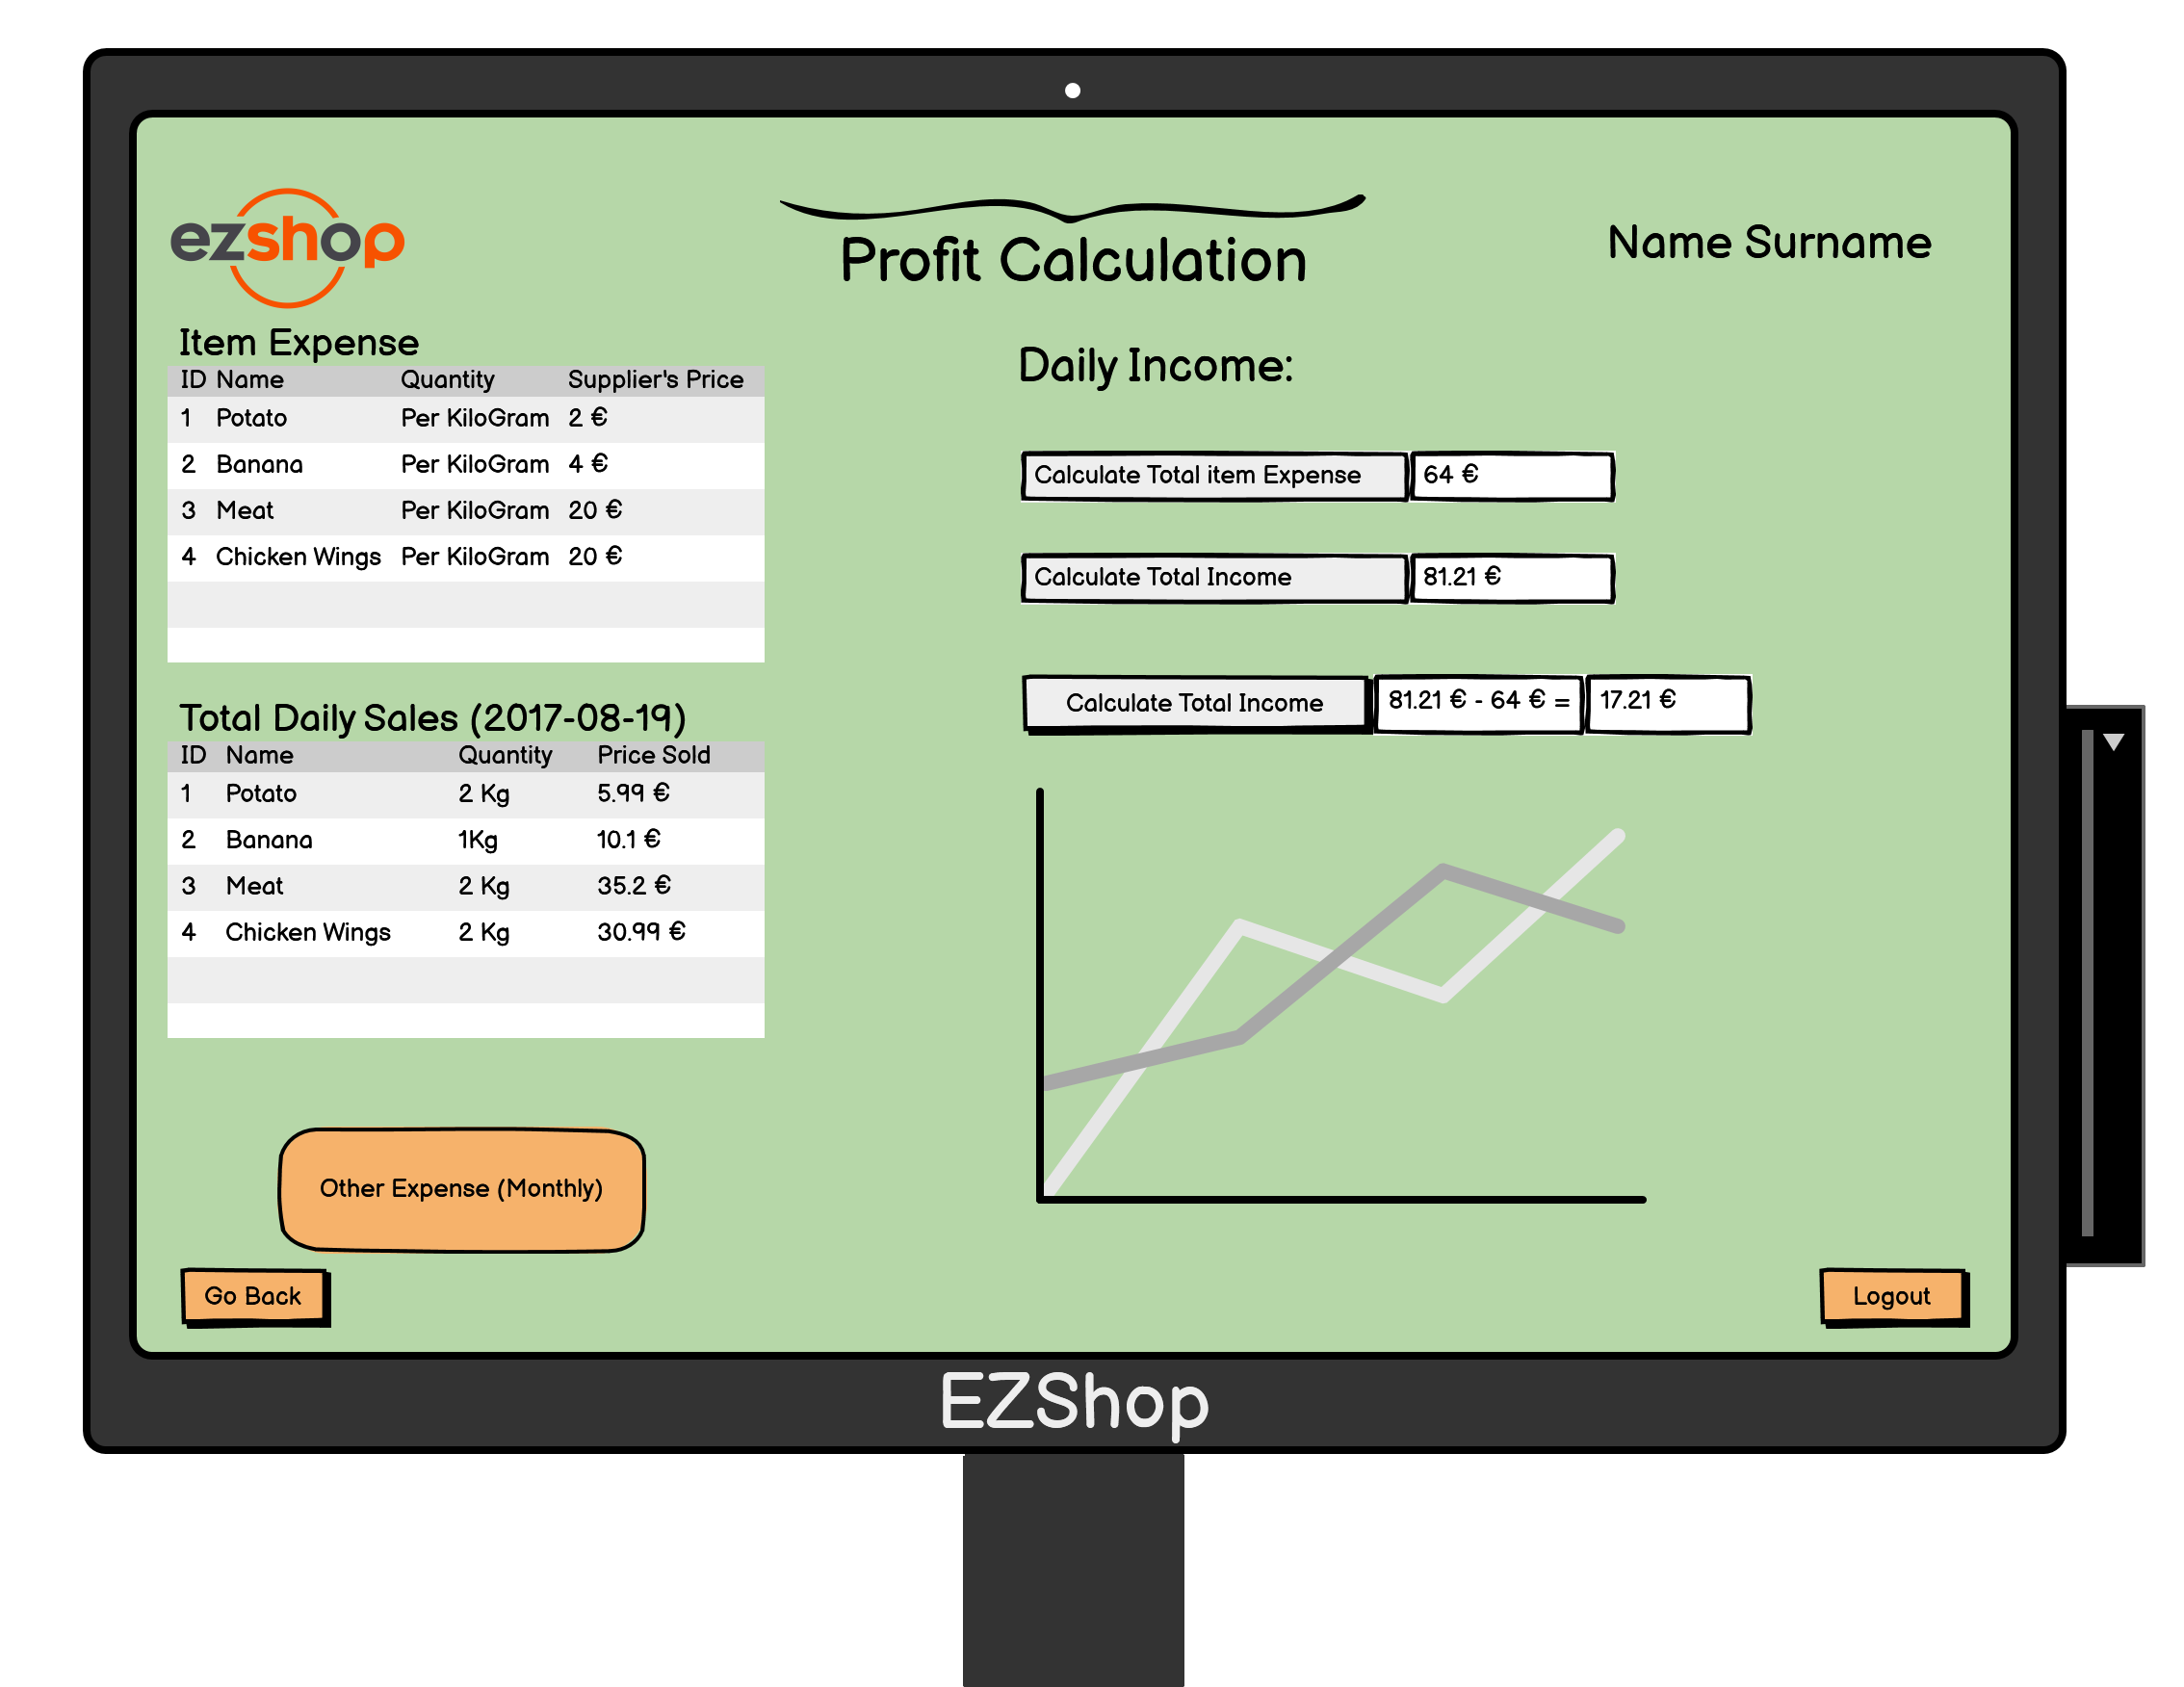 ezshop
Profit Calculation
Name Surname
Item Expense
ID Name Quantity Supplier's Price
1 Potato Per KiloGram 2 €
2 Banana Per KiloGram 4 €
3 Meat Per KiloGram 20 €
4 Chicken Wings Per KiloGram 20 €
Total Daily Sales (2017-08-19)
ID Name Quantity Price Sold
1 Potato 2 Kg 5.99 €
2 Banana 1Kg 10.1 €
3 Meat 2 Kg 35.2 €
4 Chicken Wings 2 Kg 30.99 €
Other Expense (Monthly)
Go Back
Daily Income:
Calculate Total item Expense 64 €
Calculate Total Income 81.21 €
Calculate Total Income 81.21 € - 64 € = 17.21 €
Logout
EZShop